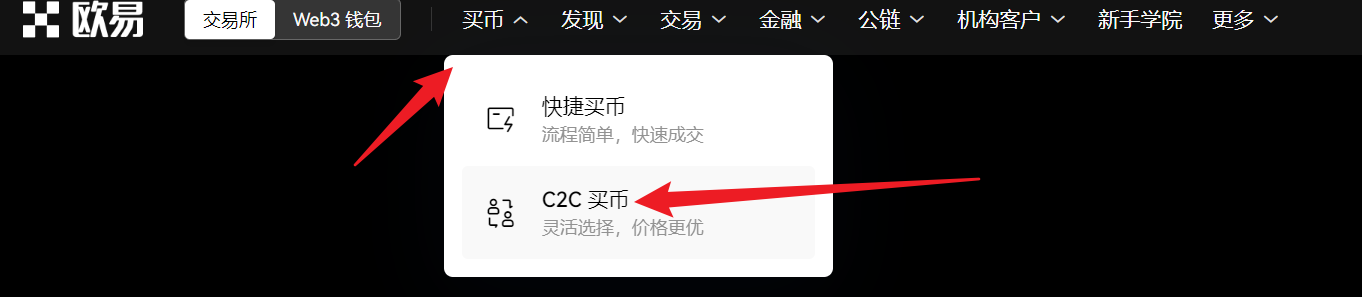 欧易 交易所 Web3 钱包 买币 发现 交易 金融 公链 机构客户 新手学院 更多
快捷买币
流程简单，快速成交
C2C 买币
灵活选择，价格更优